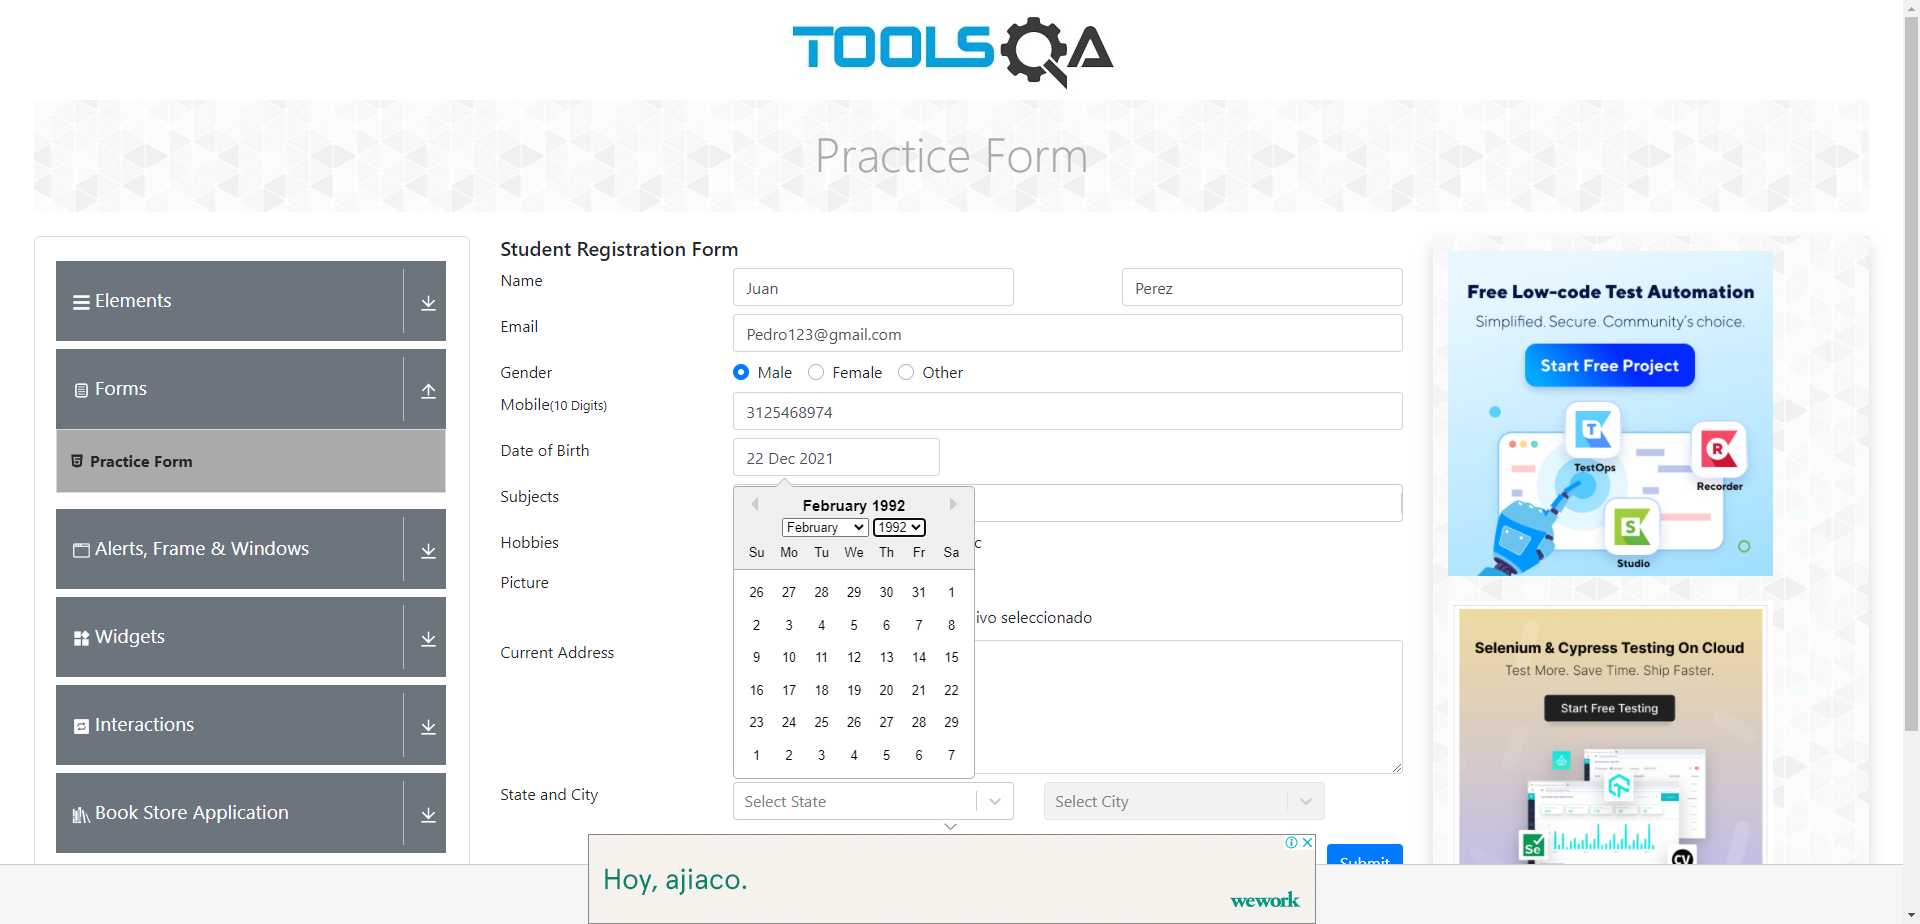 TOOLSQA
Practice Form
Elements
Forms
Practice Form
Alerts, Frame & Windows
Widgets
Interactions
Book Store Application
Student Registration Form
Name
Juan
Perez
Email
Pedro123@gmail.com
Gender
Male
Female
Other
Mobile(10 Digits)
3125468974
Date of Birth
22 Dec 2021
Subjects
February 1992
February 1992
Su Mo Tu We Th Fr Sa
26 27 28 29 30 31 1
2 3 4 5 6 7 8
9 10 11 12 13 14 15
16 17 18 19 20 21 22
23 24 25 26 27 28 29
1 2 3 4 5 6 7
Hobbies
c
Picture
ivo seleccionado
Current Address
State and City
Select State
Select City
Submit
Free Low-code Test Automation
Simplified. Secure. Community's choice.
Start Free Project
T
TestOps
R
Recorder
S
Studio
Selenium & Cypress Testing On Cloud
Test More. Save Time. Ship Faster.
Start Free Testing
Se
CV
Hoy, ajiaco.
wework